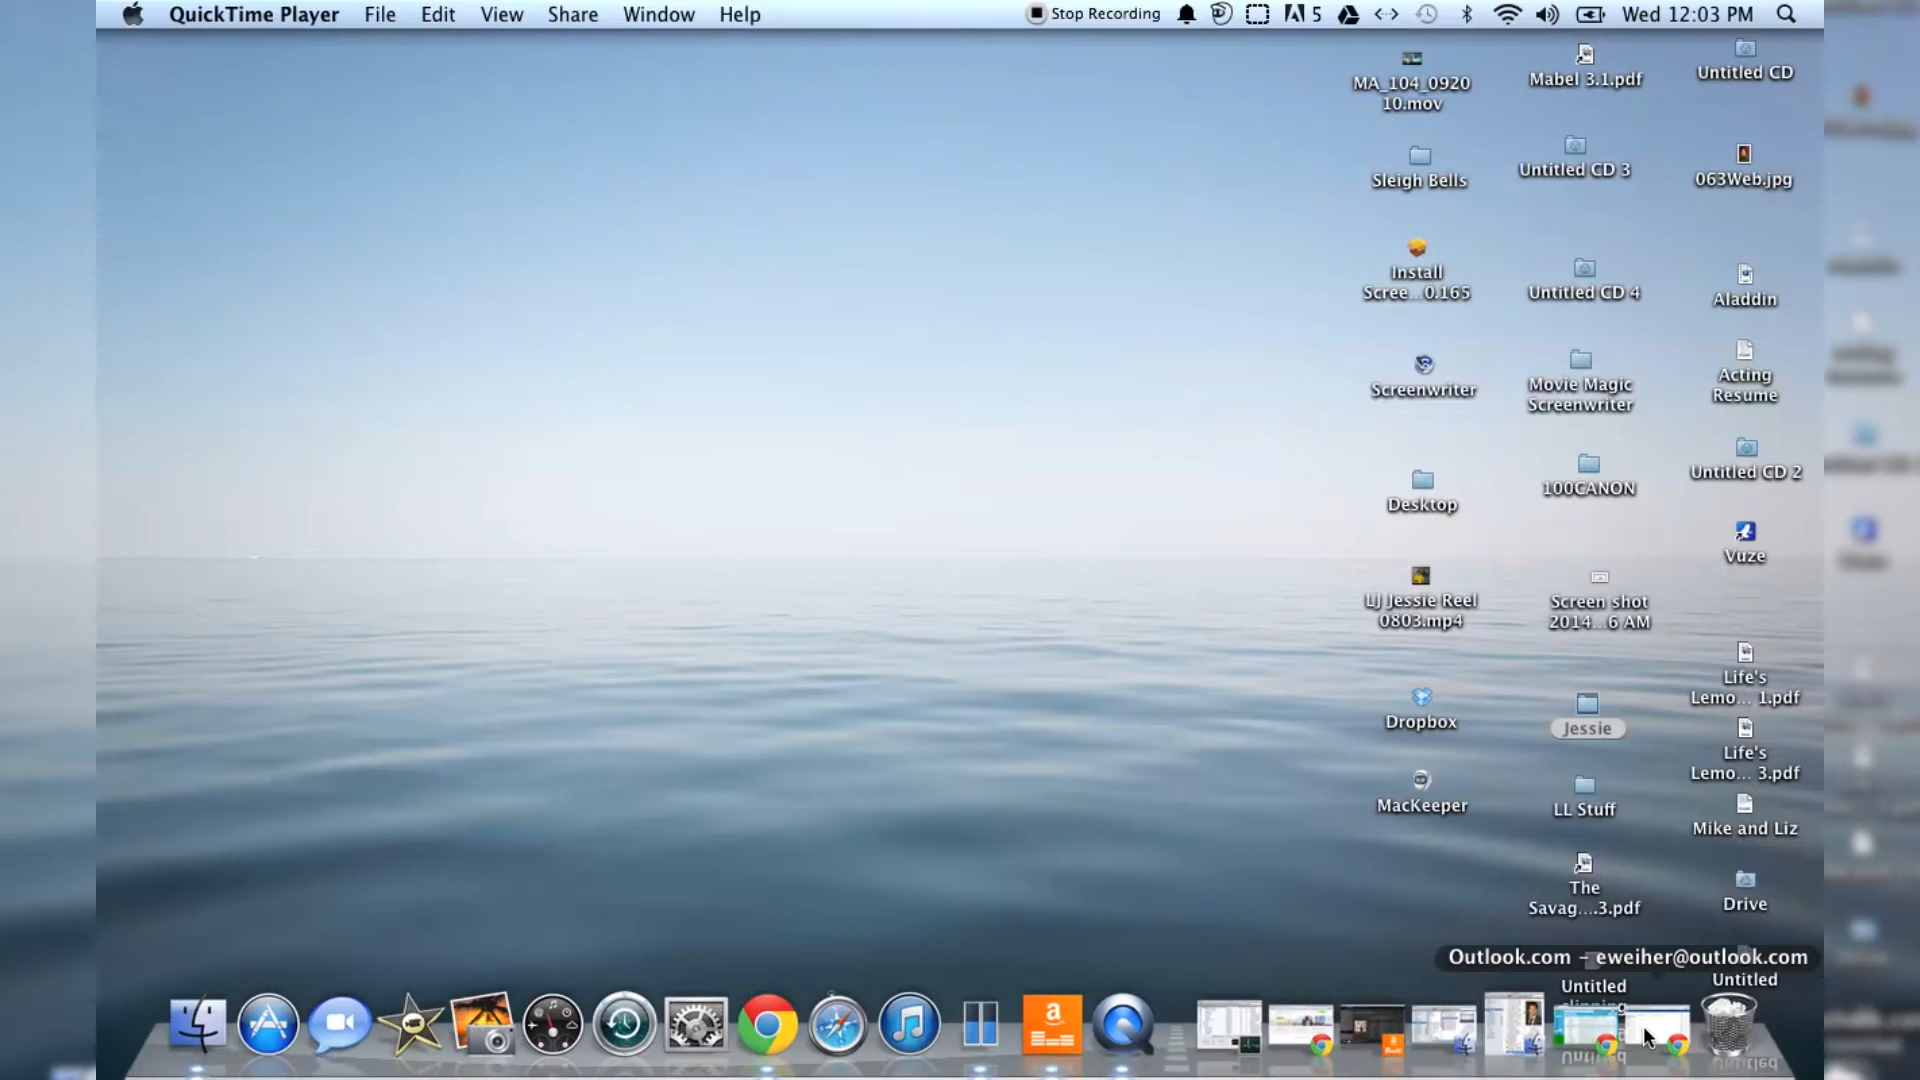 QuickTime Player File Edit View Share Window Help Stop Recording 5 Wed 12:03 PM
MA_104_0920
10.mov
Mabel 3.1.pdf
Untitled CD
Sleigh Bells
Untitled CD 3
063Web.jpg
Install
Scree...0.165
Untitled CD 4
Aladdin
Screenwriter
Movie Magic
Screenwriter
Acting
Resume
Desktop
100CANON
Untitled CD 2
Vuze
LJ Jessie Reel
0803.mp4
Screen shot
2014...6 AM
Life's
Lemo... 1.pdf
Dropbox
Jessie
Life's
Lemo... 3.pdf
MacKeeper
LL Stuff
Mike and Liz
The
Savag....3.pdf
Drive
Outlook.com - eweiher@outlook.com
Untitled
clipping
Untitled